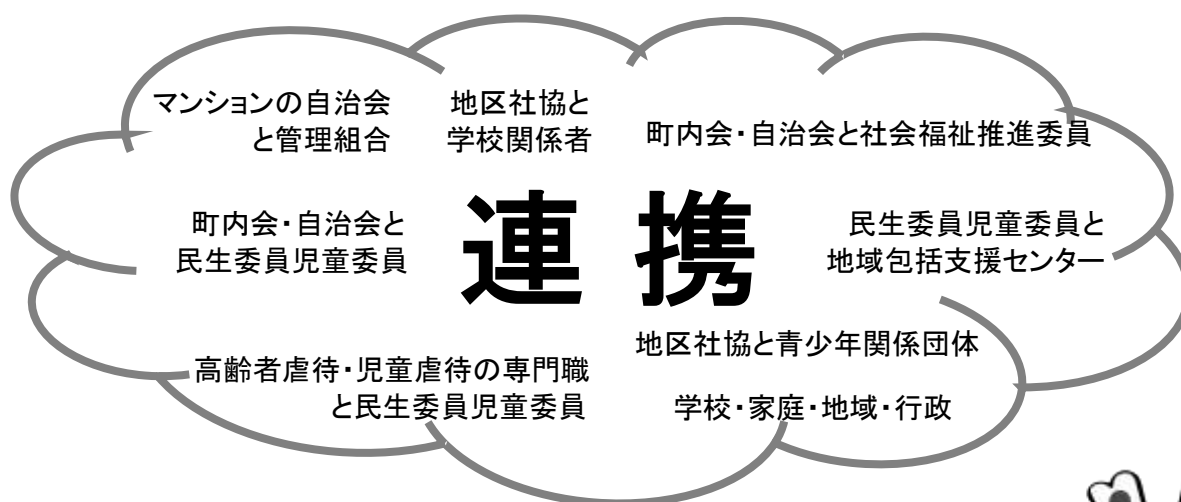 マンションの自治会
と管理組合
地区社協と
学校関係者
町内会・自治会と社会福祉推進委員
町内会・自治会と
民生委員児童委員
連携
民生委員児童委員と
地域包括支援センター
地区社協と青少年関係団体
高齢者虐待・児童虐待の専門職
と民生委員児童委員
学校・家庭・地域・行政